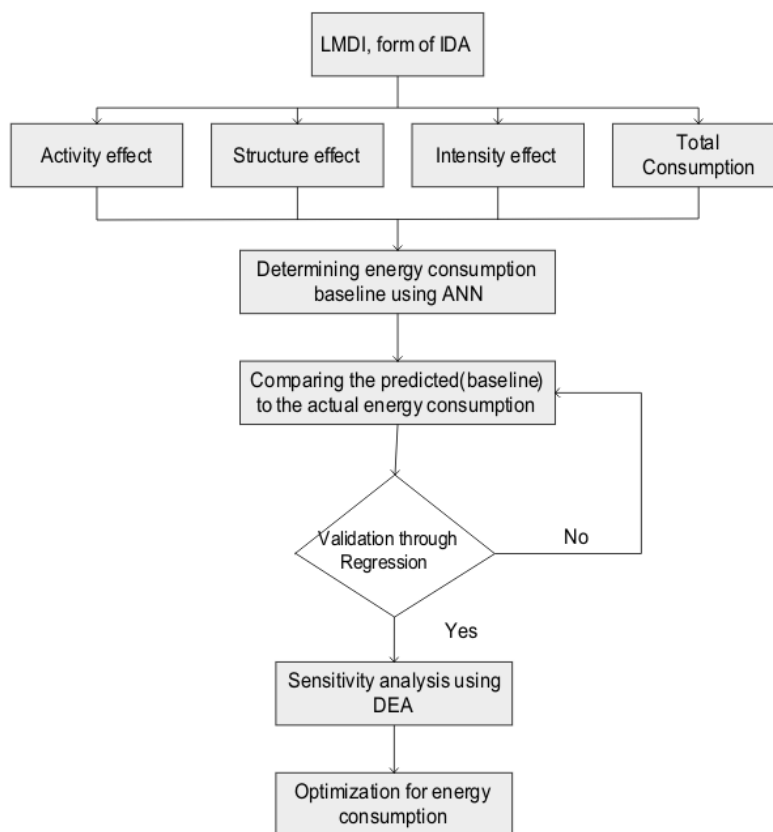 LMDI, form of IDA
Activity effect
Structure effect
Intensity effect
Total
Consumption
Determining energy consumption
baseline using ANN
Comparing the predicted(baseline)
to the actual energy consumption
Validation through
Regression
No
Yes
Sensitivity analysis using
DEA
Optimization for energy
consumption